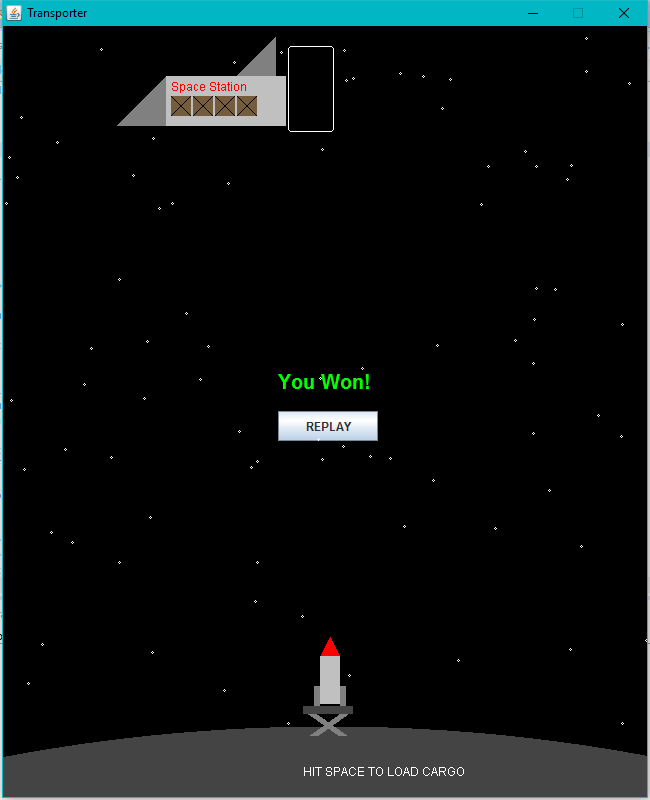 Transporter
Space Station
You Won!
REPLAY
HIT SPACE TO LOAD CARGO